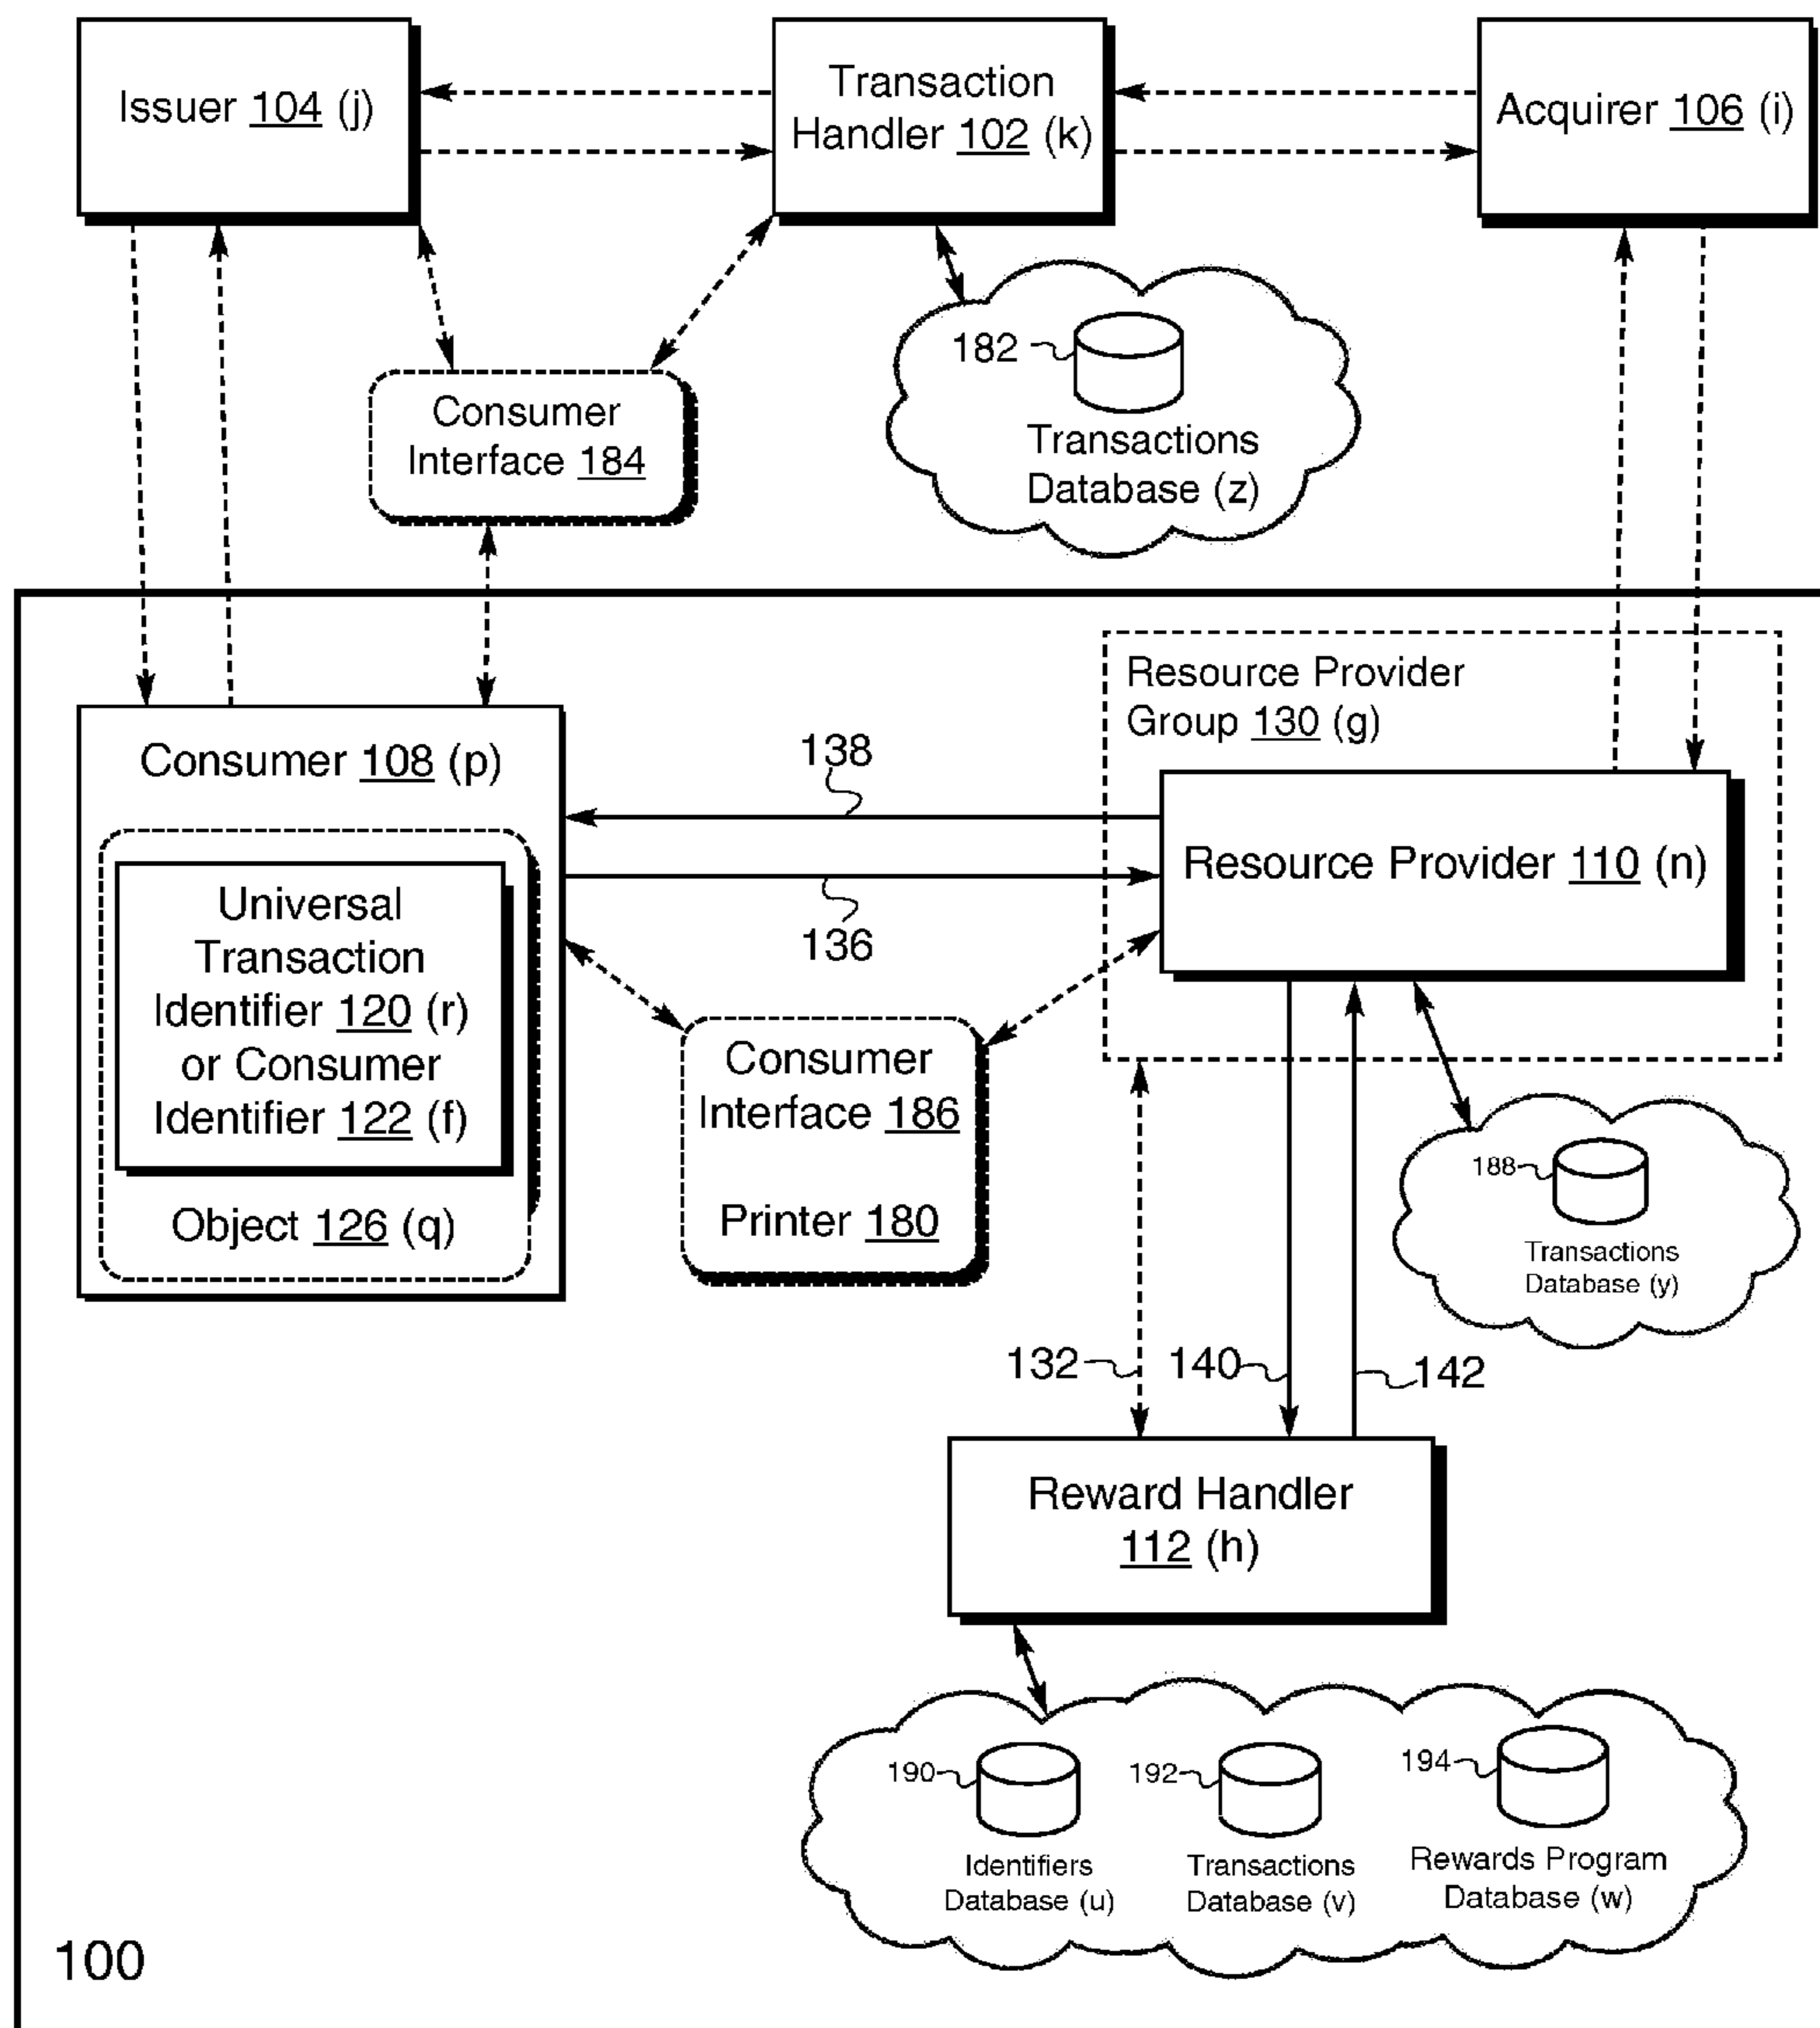 Issuer 104 (j)
Transaction
Handler 102 (k)
Acquirer 106 (i)
182
Transactions
Database (z)
Consumer
Interface 184
Resource Provider
Group 130 (g)
Consumer 108 (p)
138
Resource Provider 110 (n)
136
Universal
Transaction
Identifier 120 (r)
or Consumer
Identifier 122 (f)
Object 126 (q)
Consumer
Interface 186
Printer 180
188
Transactions
Database (y)
132
140
142
Reward Handler
112 (h)
190
192
194
Identifiers
Database (u)
Transactions
Database (v)
Rewards Program
Database (w)
100